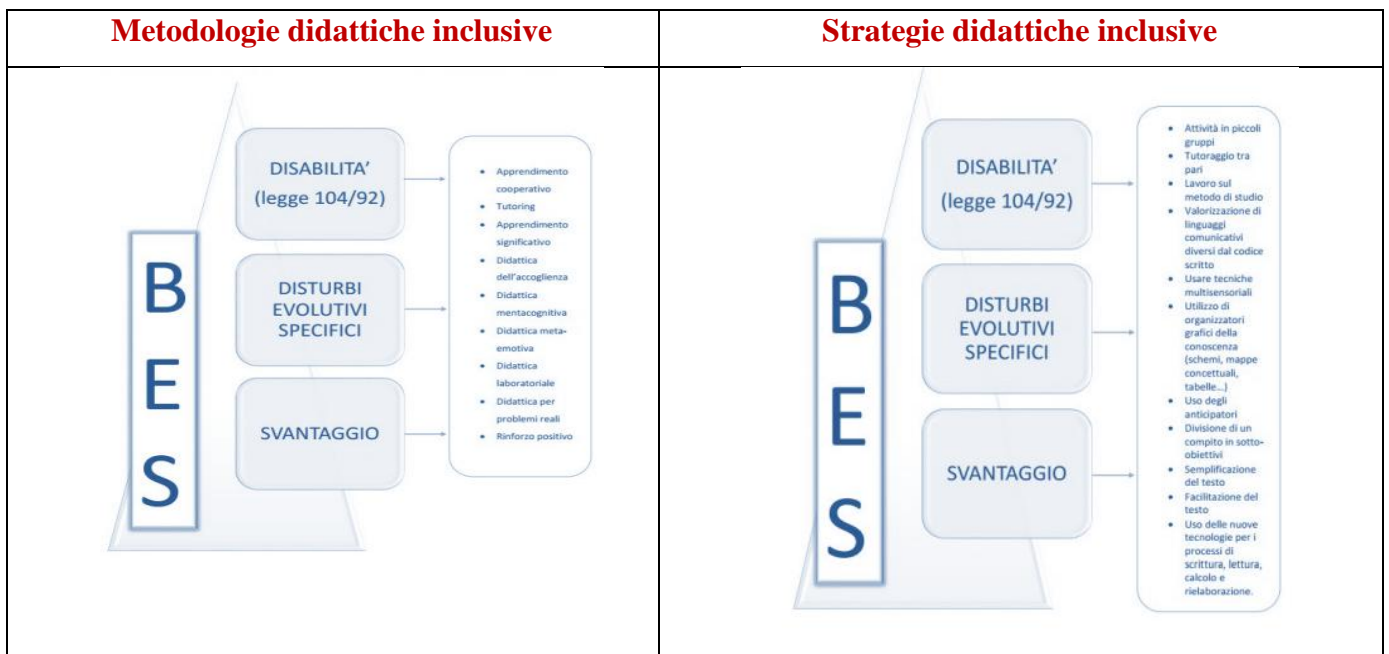 Metodologie didattiche inclusive
B
E
S
DISABILITA'
(legge 104/92)
DISTURBI
EVOLUTIVI
SPECIFICI
SVANTAGGIO
• Apprendimento
cooperativo
• Tutoring
• Apprendimento
significativo
• Didattica
dell'accoglienza
• Didattica
mentacognitiva
• Didattica meta-
emotiva
• Didattica
laboratoriale
• Didattica per
problemi reali
• Rinforzo positivo
Strategie didattiche inclusive
B
E
S
DISABILITA'
(legge 104/92)
DISTURBI
EVOLUTIVI
SPECIFICI
SVANTAGGIO
• Attività in piccoli
gruppi
• Tutoraggio tra
pari
• Lavoro sul
metodo di studio
• Valorizzazione di
linguaggi
comunicativi
diversi dal codice
scritto
• Usare tecniche
multisensoriali
• Utilizzo di
organizzatori
grafici della
conoscenza
(schemi, mappe
concettuali,
tabelle...)
• Uso degli
anticipatori
• Divisione di un
compito in sotto-
obiettivi
• Semplificazione
del testo
• Facilitazione del
testo
• Uso delle nuove
tecnologie per i
processi di
scrittura, lettura,
calcolo e
rielaborazione.